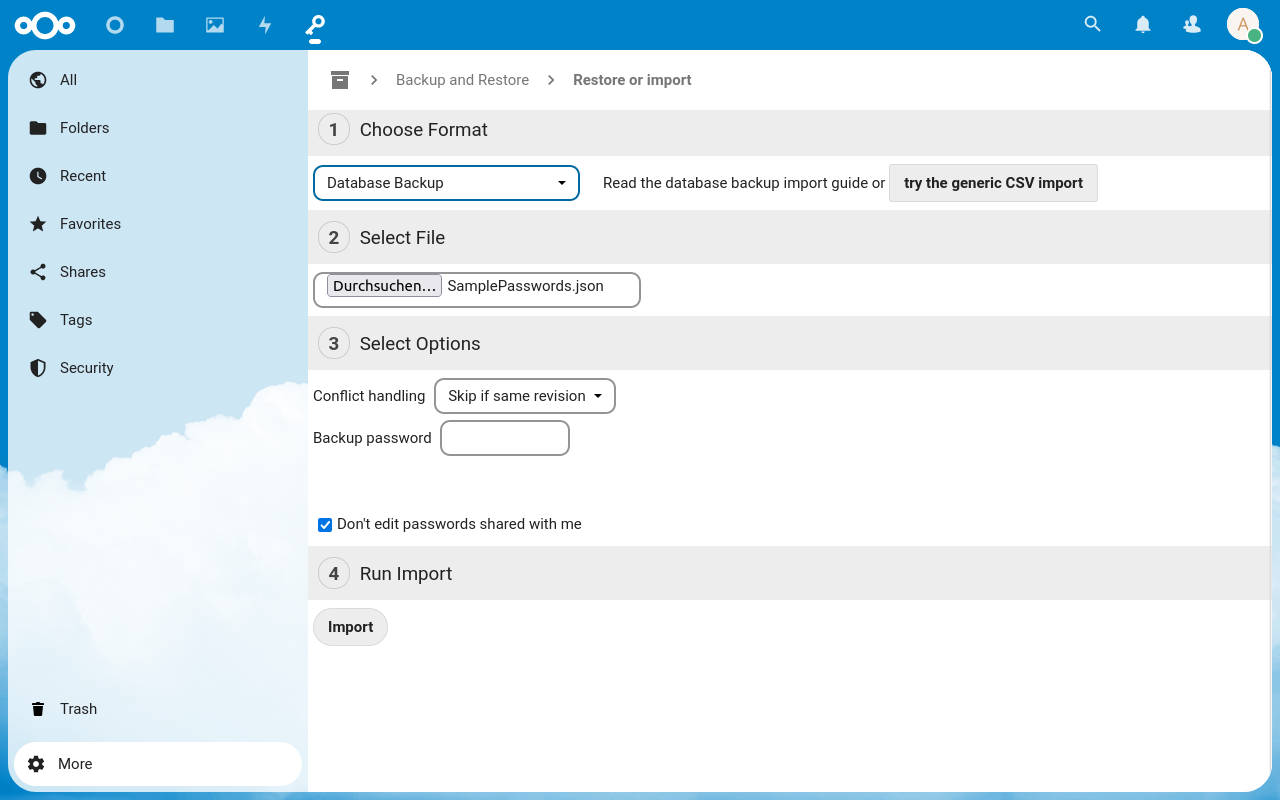 A
All
Folders
Recent
Favorites
Shares
Tags
Security
Trash
More
Backup and Restore Restore or import
1 Choose Format
Database Backup Read the database backup import guide or try the generic CSV import
2 Select File
Durchsuchen... SamplePasswords.json
3 Select Options
Conflict handling Skip if same revision
Backup password
Don't edit passwords shared with me
4 Run Import
Import